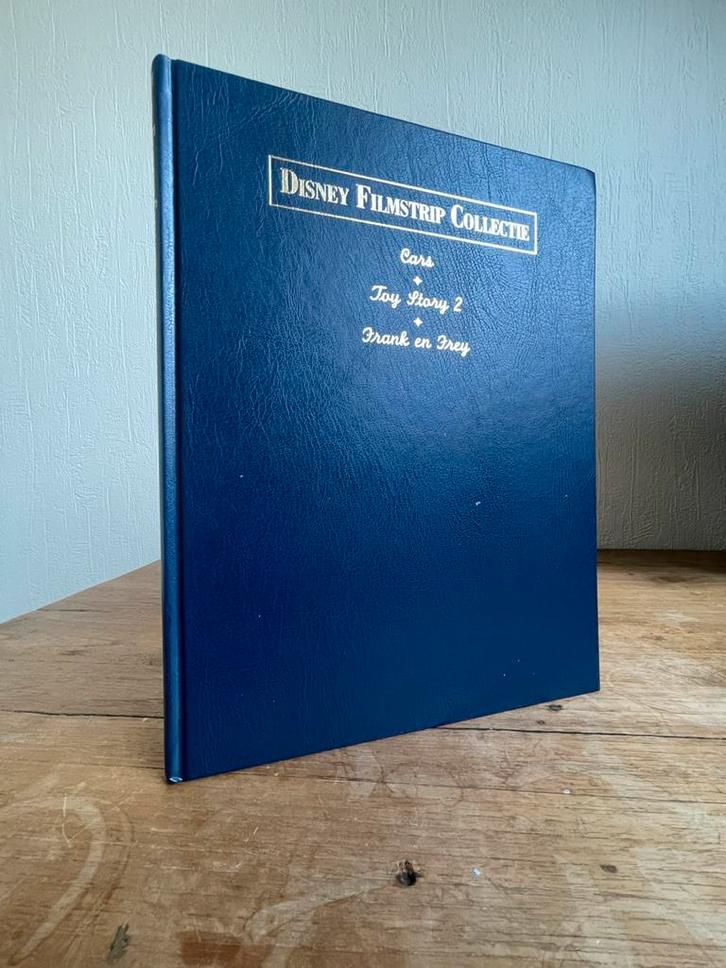 DISNEY FILMSTRIP COLLECTIE
Cars
Toy Story 2
Frank en Frey